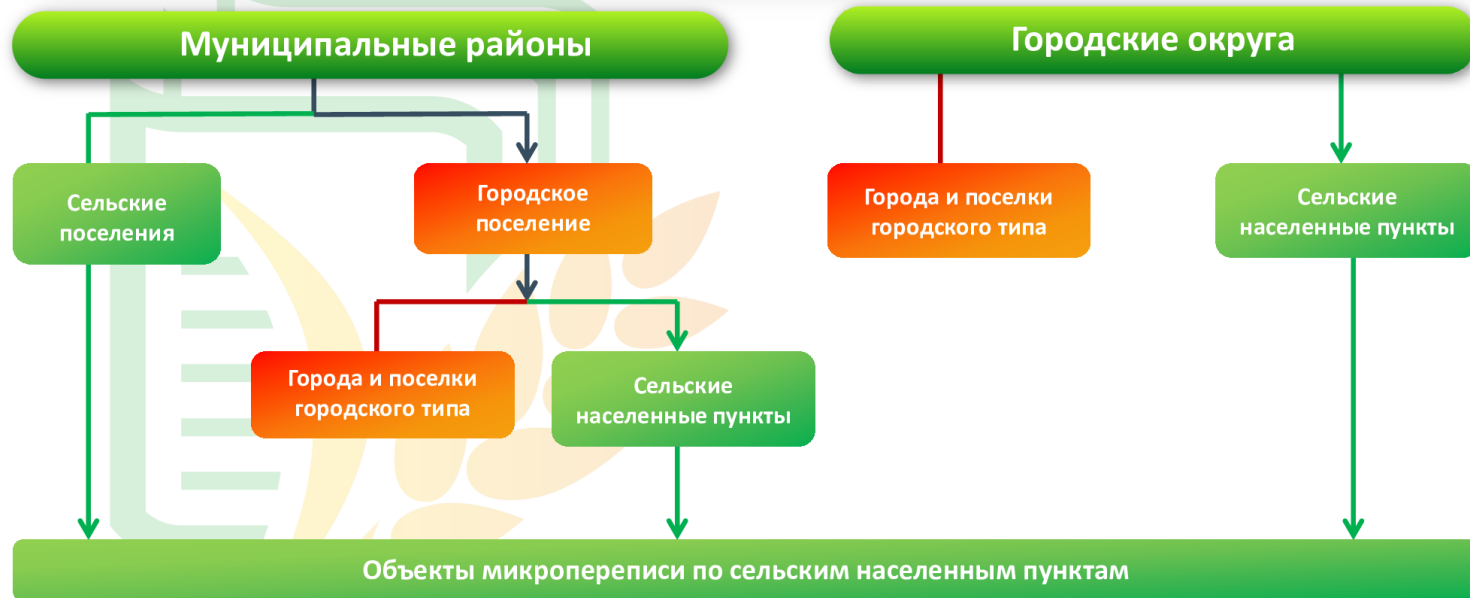 Муниципальные районы
Городские округа
Сельские
поселения
Городское
поселение
Города и поселки
городского типа
Сельские
населенные пункты
Города и поселки
городского типа
Сельские
населенные пункты
Объекты микропереписи по сельским населенным пунктам